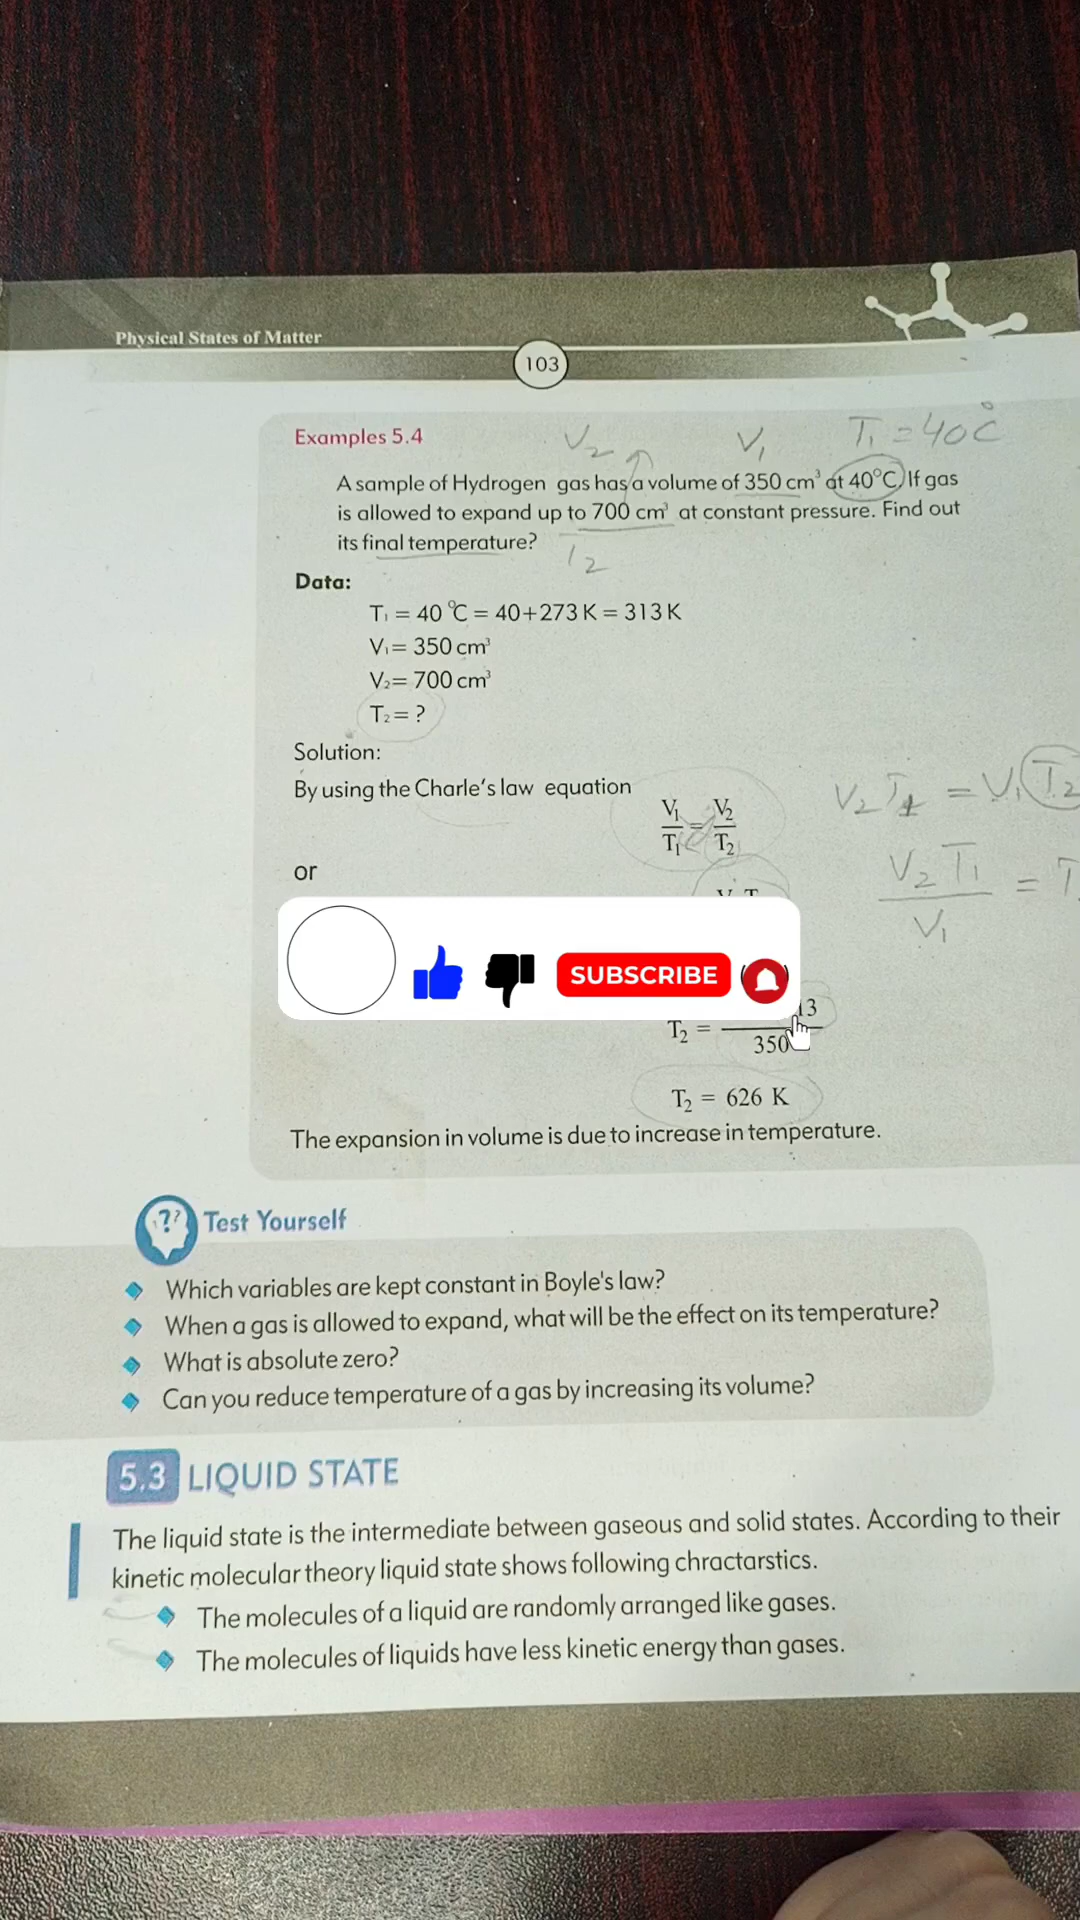 Physical States of Matter
103
Examples 5.4
V₂
V₁
T₁ = 40°C
A sample of Hydrogen gas has a volume of 350 cm³ at 40°C. If gas
is allowed to expand up to 700 cm³ at constant pressure. Find out
its final temperature?
T₂
Data:
T₁ = 40 °C = 40+273 K = 313 K
V₁= 350 cm³
V₂= 700 cm³
T₂= ?
Solution:
By using the Charle's law equation
V₁/T₁ = V₂/T₂
V₂ T₁ = V₁ T₂
or
V₂ T₁ / V₁ =
SUBSCRIBE
T₂ =
350
T₂ = 626 K
The expansion in volume is due to increase in temperature.
Test Yourself
Which variables are kept constant in Boyle's law?
When a gas is allowed to expand, what will be the effect on its temperature?
What is absolute zero?
Can you reduce temperature of a gas by increasing its volume?
5.3 LIQUID STATE
The liquid state is the intermediate between gaseous and solid states. According to their
kinetic molecular theory liquid state shows following chractarstics.
The molecules of a liquid are randomly arranged like gases.
The molecules of liquids have less kinetic energy than gases.